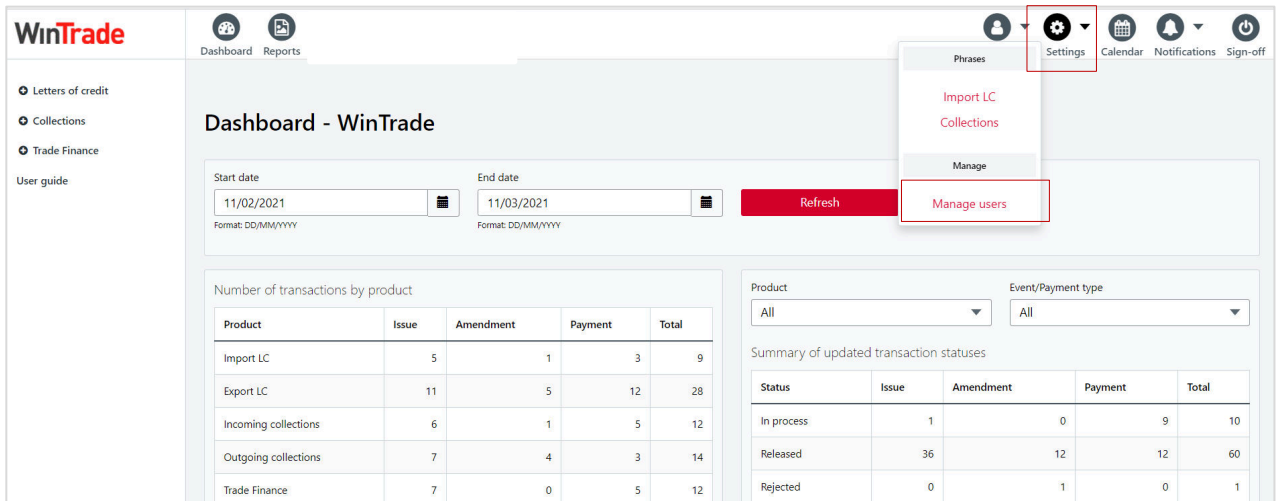 WinTrade
Dashboard Reports
Settings Calendar Notifications Sign-off
Phrases
Import LC
Collections
Manage
Manage users
Letters of credit
Collections
Trade Finance
User guide
Dashboard - WinTrade
Start date End date
11/02/2021 11/03/2021 Refresh
Format: DD/MM/YYYY Format: DD/MM/YYYY
Number of transactions by product
Product Issue Amendment Payment Total
Import LC 5 1 3 9
Export LC 11 5 12 28
Incoming collections 6 1 5 12
Outgoing collections 7 4 3 14
Trade Finance 7 0 5 12
Product Event/Payment type
All All
Summary of updated transaction statuses
Status Issue Amendment Payment Total
In process 1 0 9 10
Released 36 12 12 60
Rejected 0 1 0 1